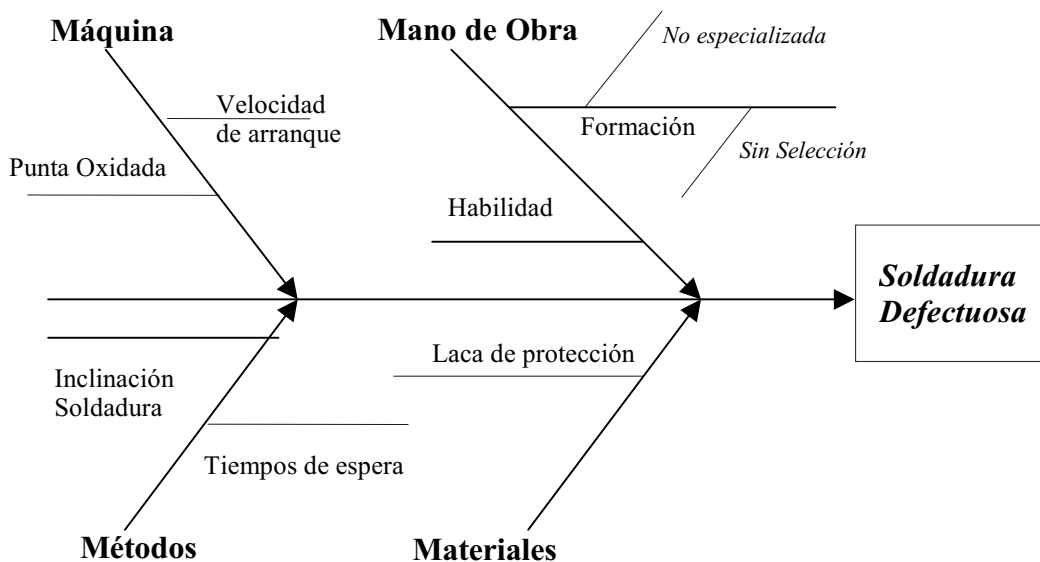 Máquina
Mano de Obra
No especializada
Velocidad
de arranque
Formación
Punta Oxidada
Sin Selección
Habilidad
Soldadura
Defectuosa
Laca de protección
Inclinación
Soldadura
Tiempos de espera
Métodos
Materiales